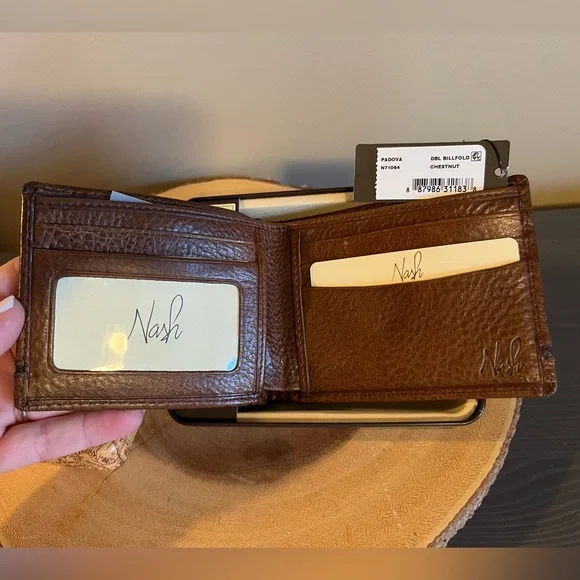 PADOVA DBL BILLFOLD
N71084 CHESTNUT
8 87986 31183 8
Nash
Nash
Nash